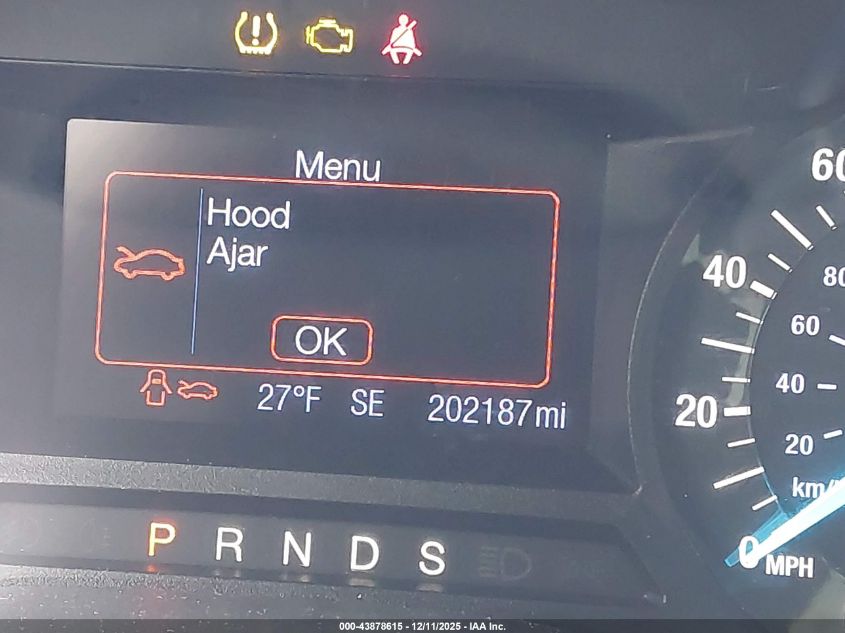 Menu
Hood
Ajar
OK
27°F SE 202187mi
60
40
20
0 MPH
80
60
40
20
km/
P R N D S
000-43878615 - 12/11/2025 - IAA Inc.